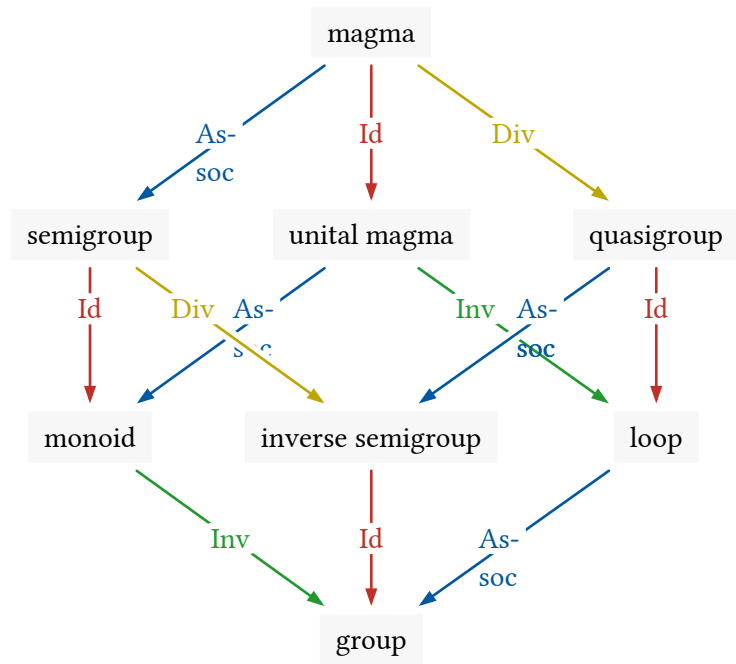 magma
As-
soc
Id
Div
semigroup
unital magma
quasigroup
Id
Div
As-
soc
Inv
As-
soc
Id
monoid
inverse semigroup
loop
Inv
Id
As-
soc
group